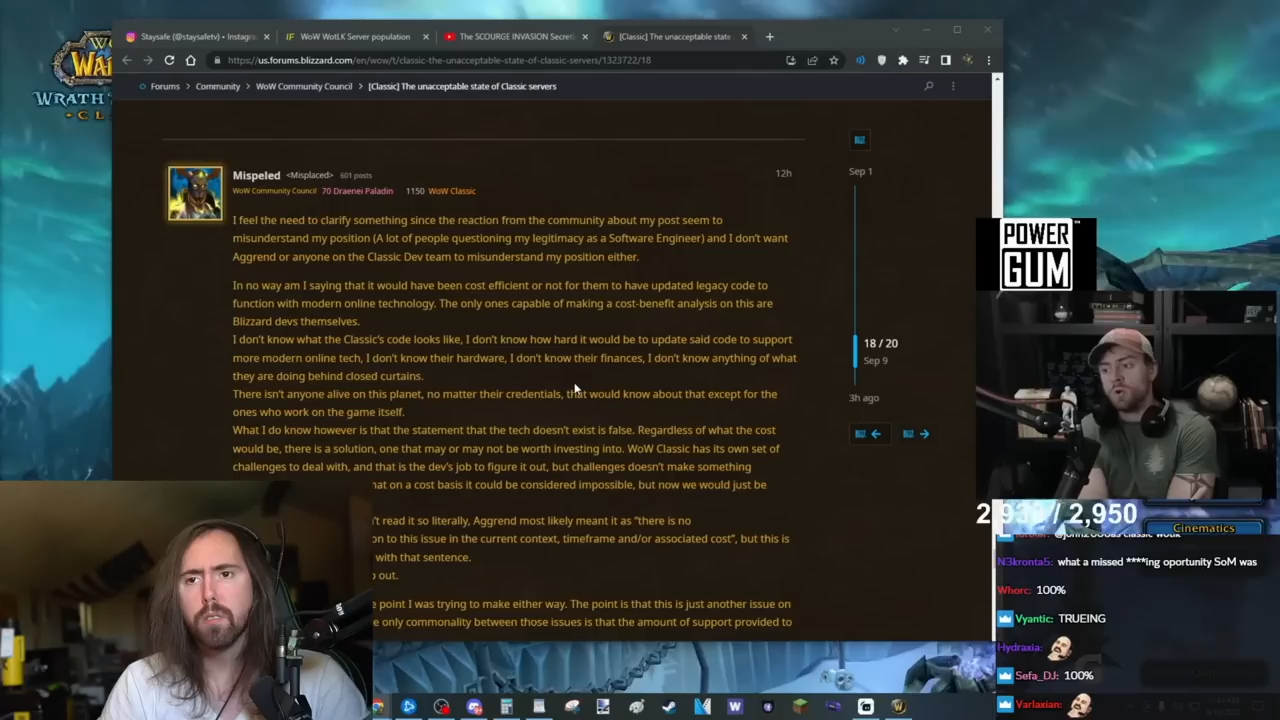 Staysafe (@staysafetv) • Instagra
WoW WotLK Server population
The SCOURGE INVASION Secret
[Classic] The unacceptable state
https://us.forums.blizzard.com/en/wow/t/classic-the-unacceptable-state-of-classic-servers/1323722/18
Forums > Community > WoW Community Council > [Classic] The unacceptable state of Classic servers
WRATH
Mispeled <Misplaced> 601 posts
12h
WoW Community Council 70 Draenei Paladin 1150 WoW Classic
I feel the need to clarify something since the reaction from the community about my post seem to
misunderstand my position (A lot of people questioning my legitimacy as a Software Engineer) and I don't want
Aggrend or anyone on the Classic Dev team to misunderstand my position either.
In no way am I saying that it would have been cost efficient or not for them to have updated legacy code to
function with modern online technology. The only ones capable of making a cost-benefit analysis on this are
Blizzard devs themselves.
I don't know what the Classic's code looks like, I don't know how hard it would be to update said code to support
more modern online tech, I don't know their hardware, I don't know their finances, I don't know anything of what
they are doing behind closed curtains.
There isn't anyone alive on this planet, no matter their credentials, that would know about that except for the
ones who work on the game itself.
What I do know however is that the statement that the tech doesn't exist is false. Regardless of what the cost
would be, there is a solution, one that may or may not be worth investing into. WoW Classic has its own set of
challenges to deal with, and that is the dev's job to figure it out, but challenges doesn't make something
hat on a cost basis it could be considered impossible, but now we would just be
't read it so literally, Aggrend most likely meant it as "there is no
on to this issue in the current context, timeframe and/or associated cost", but this is
with that sentence.
out.
e point I was trying to make either way. The point is that this is just another issue on
e only commonality between those issues is that the amount of support provided to
Sep 1
18 / 20
Sep 9
3h ago
POWER
GUM
2,939 / 2,950
Cinematics
N3kronta5: what a missed ****ing oportunity SoM was
Whorc: 100%
Vyantic: TRUEING
Hydraxia:
Sefa_DJ: 100%
Varlaxian: